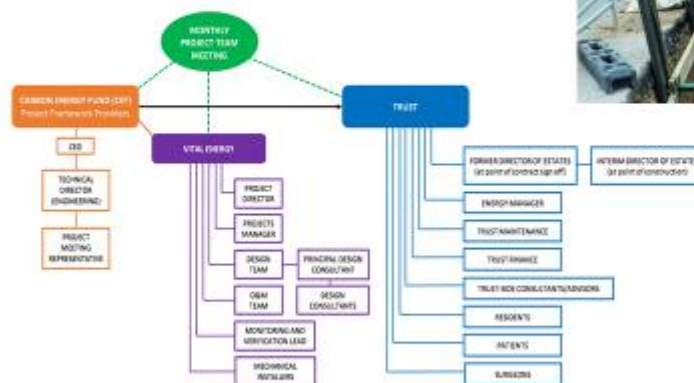 MONTHLY
PROJECT TEAM
MEETING
CARBON ENERGY FUND (CEF)
Project Framework Providers
TRUST
VITAL ENERGY
CEO
TECHNICAL
DIRECTOR
(ENGINEERING)
PROJECT
MEETING
REPRESENTATIVE
PROJECT
DIRECTOR
PROJECTS
MANAGER
DESIGN
TEAM
PRINCIPAL DESIGN
CONSULTANT
O&M
TEAM
DESIGN
CONSULTANTS
MONITORING AND
VERIFICATION LEAD
MECHANICAL
INSTALLERS
FORMER DIRECTOR OF ESTATES
(at point of contract sign off)
INTERIM DIRECTOR OF ESTATE
(at point of construction)
ENERGY MANAGER
TRUST MAINTENANCE
TRUST FINANCE
TRUST-SIDE CONSULTANTS/ADVISORS
RESIDENTS
PATIENTS
SURGEONS